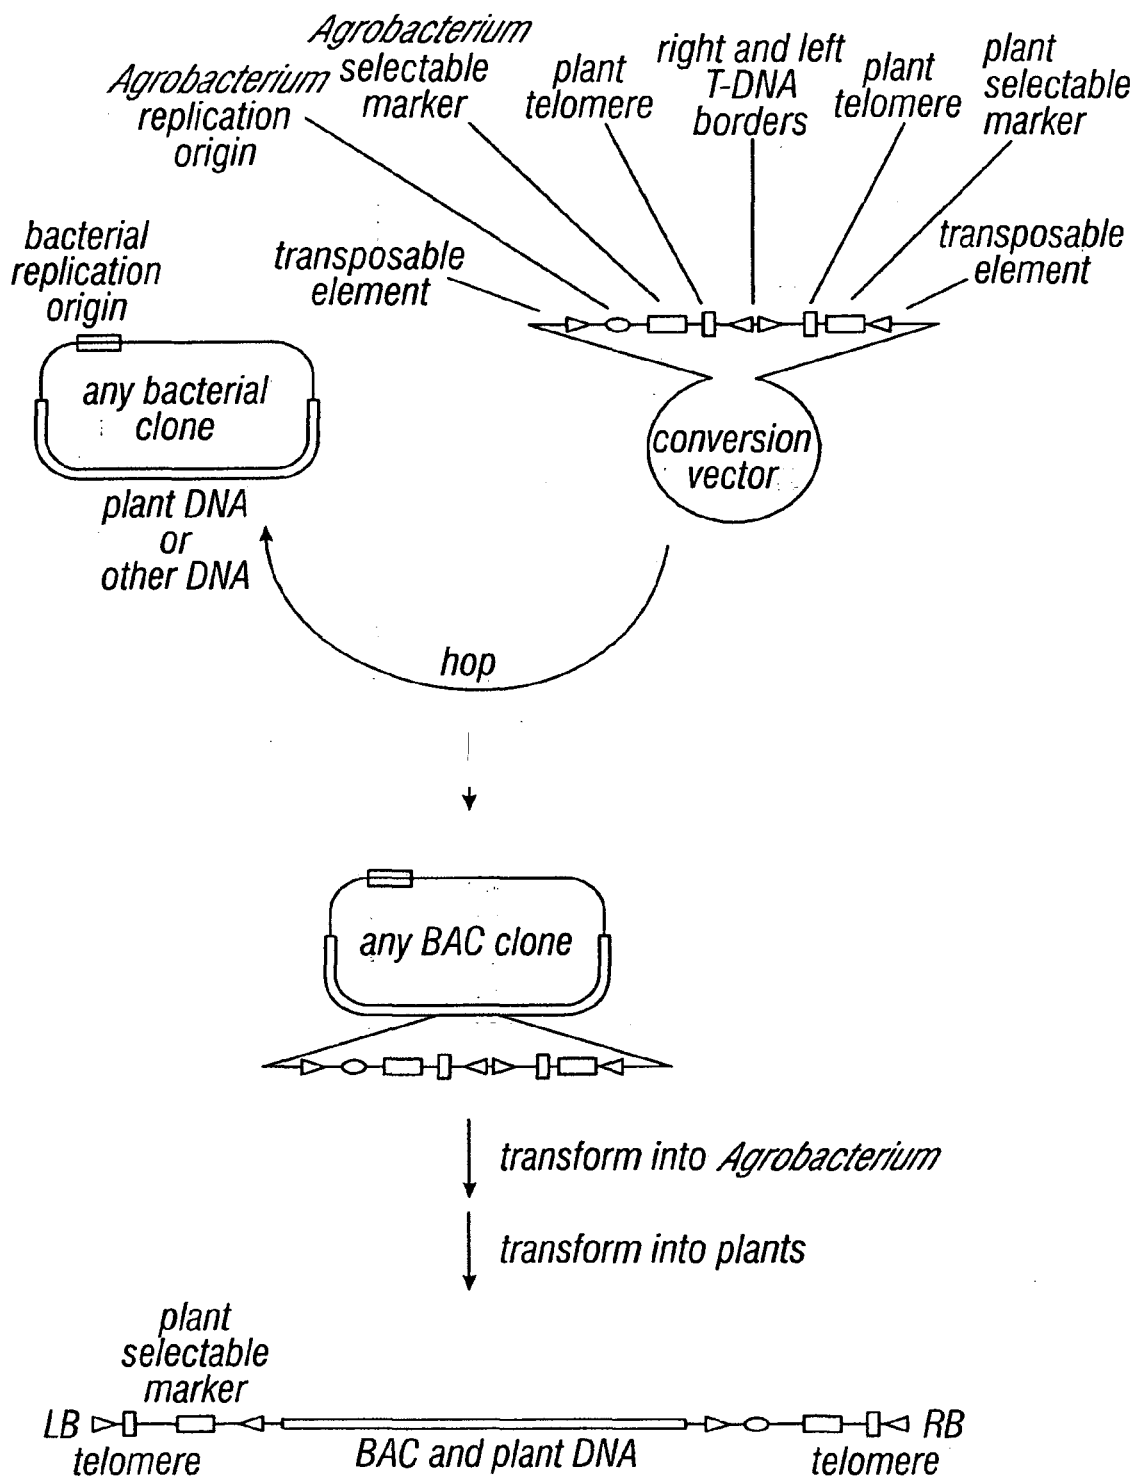 Agrobacterium
replication
origin
Agrobacterium
selectable
marker
plant
telomere
right and left
T-DNA
borders
plant
telomere
plant
selectable
marker
bacterial
replication
origin
transposable
element
transposable
element
any bacterial
clone
conversion
vector
plant DNA
or
other DNA
hop
any BAC clone
transform into Agrobacterium
transform into plants
plant
selectable
marker
LB
RB
telomere
BAC and plant DNA
telomere